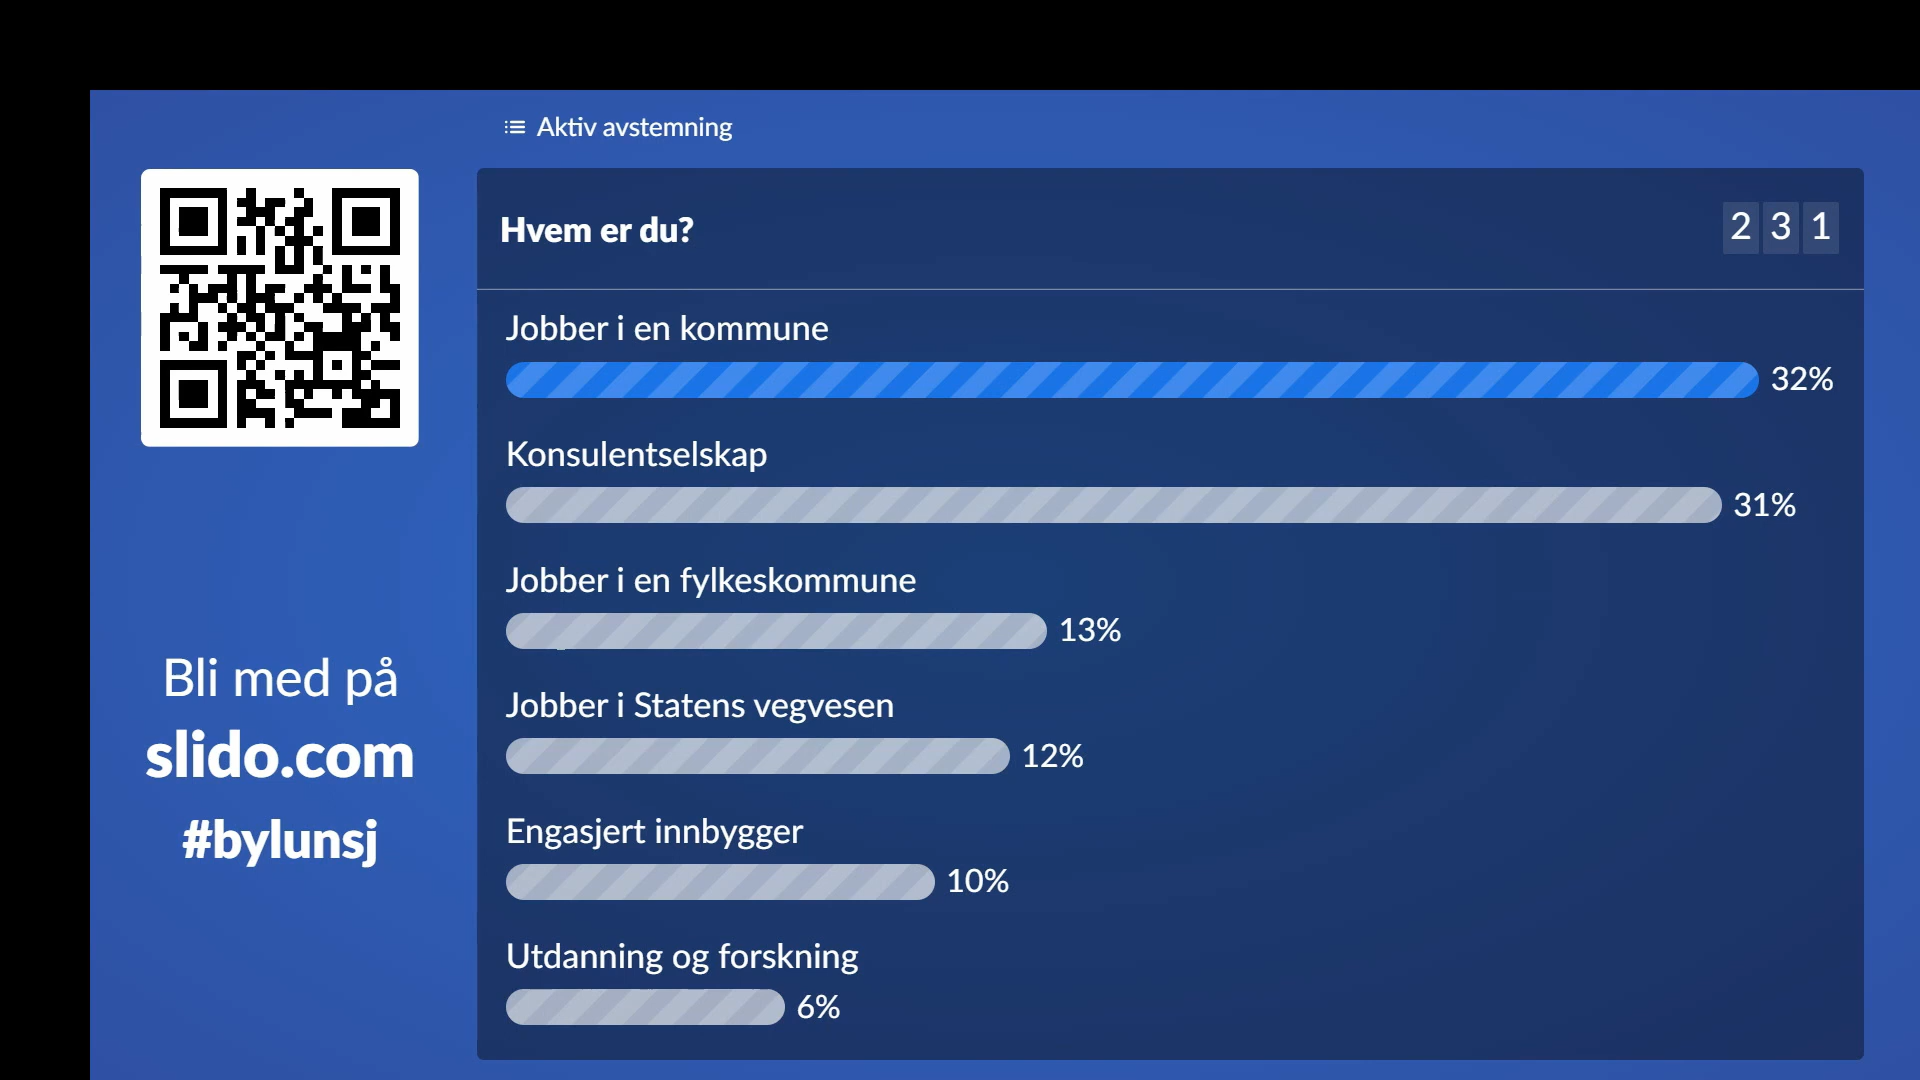 Aktiv avstemning
Hvem er du?
231
Jobber i en kommune
32%
Konsulentselskap
31%
Jobber i en fylkeskommune
13%
Jobber i Statens vegvesen
12%
Engasjert innbygger
10%
Utdanning og forskning
6%
Bli med på
slido.com
#bylunsj